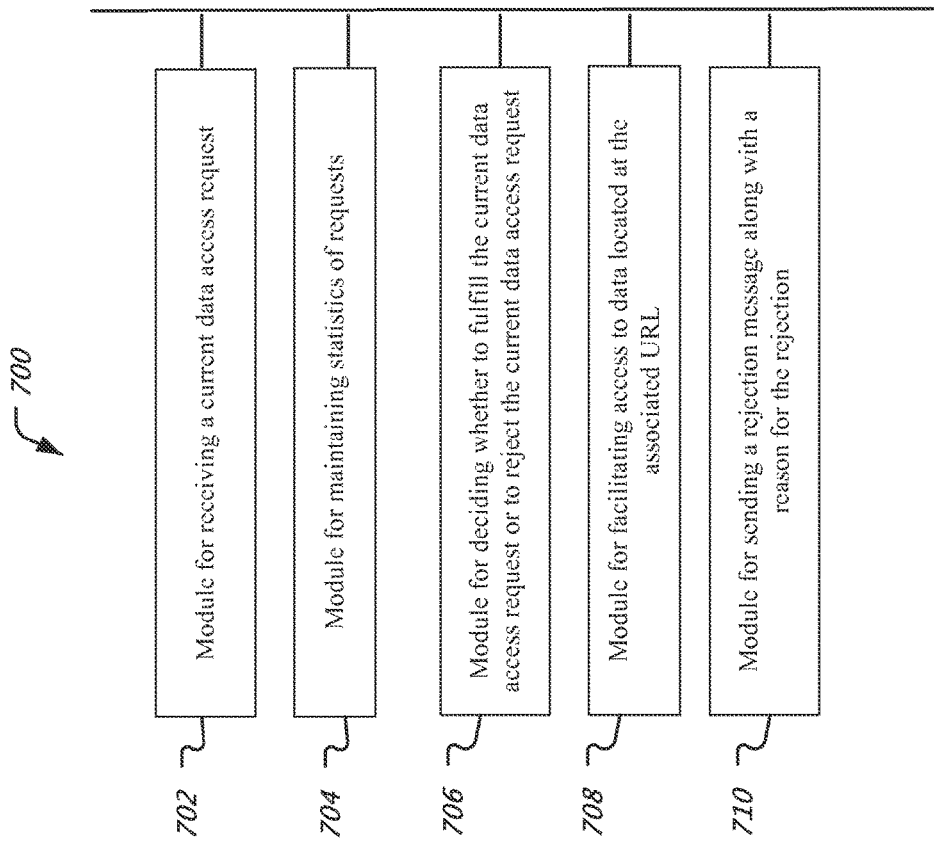 700
702
Module for receiving a current data access request
704
Module for maintaining statistics of requests
706
Module for deciding whether to fulfill the current data
access request or to reject the current data access request
708
Module for facilitating access to data located at the
associated URL
710
Module for sending a rejection message along with a
reason for the rejection